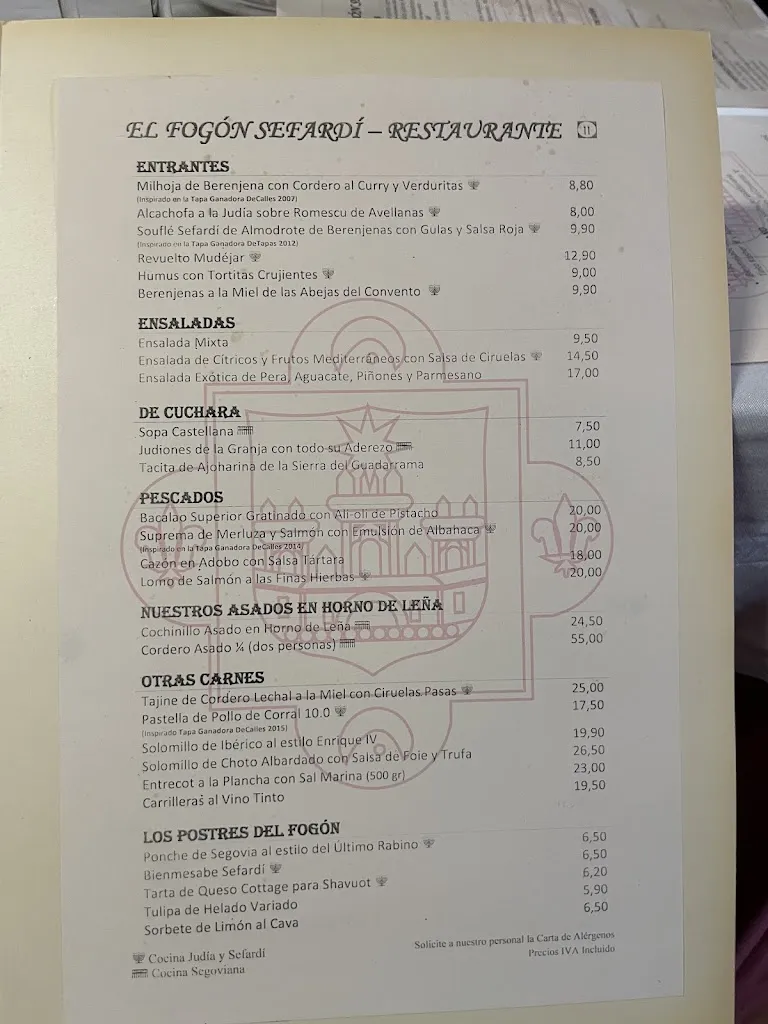 EL FOGÓN SEFARDÍ – RESTAURANTE 11
ENTRANTES
Milhoja de Berenjena con Cordero al Curry y Verduritas 8,80
(Inspirado en la Tapa Ganadora DeCalles 2007)
Alcachofa a la Judía sobre Romescu de Avellanas 8,00
Souflé Sefardí de Almodrote de Berenjenas con Gulas y Salsa Roja 9,90
(Inspirado en la Tapa Ganadora DeTapas 2012)
Revuelto Mudéjar 12,90
Humus con Tortitas Crujientes 9,00
Berenjenas a la Miel de las Abejas del Convento 9,90
ENSALADAS
Ensalada Mixta 9,50
Ensalada de Cítricos y Frutos Mediterráneos con Salsa de Ciruelas 14,50
Ensalada Exótica de Pera, Aguacate, Piñones y Parmesano 17,00
DE CUCHARA
Sopa Castellana 7,50
Judiones de la Granja con todo su Aderezo 11,00
Tacita de Ajoharina de la Sierra del Guadarrama 8,50
PESCADOS
Bacalao Superior Gratinado con Ali-oli de Pistacho 20,00
Suprema de Merluza y Salmón con Emulsión de Albahaca 20,00
(Inspirado en la Tapa Ganadora DeCalles 2014)
Cazón en Adobo con Salsa Tártara 18,00
Lomo de Salmón a las Finas Hierbas 20,00
NUESTROS ASADOS EN HORNO DE LEÑA
Cochinillo Asado en Horno de Leña 24,50
Cordero Asado ¼ (dos personas) 55,00
OTRAS CARNES
Tajine de Cordero Lechal a la Miel con Ciruelas Pasas 25,00
Pastella de Pollo de Corral 10.0 17,50
(Inspirado Tapa Ganadora DeCalles 2015)
Solomillo de Ibérico al estilo Enrique IV 19,90
Solomillo de Choto Albardado con Salsa de Foie y Trufa 26,50
Entrecot a la Plancha con Sal Marina (500 gr) 23,00
Carrilleras al Vino Tinto 19,50
LOS POSTRES DEL FOGÓN
Ponche de Segovia al estilo del Último Rabino 6,50
Bienmesabe Sefardí 6,50
Tarta de Queso Cottage para Shavuot 6,20
Tulipa de Helado Variado 5,90
Sorbete de Limón al Cava 6,50
Cocina Judía y Sefardí
Cocina Segoviana
Solicite a nuestro personal la Carta de Alérgenos
Precios IVA Incluido